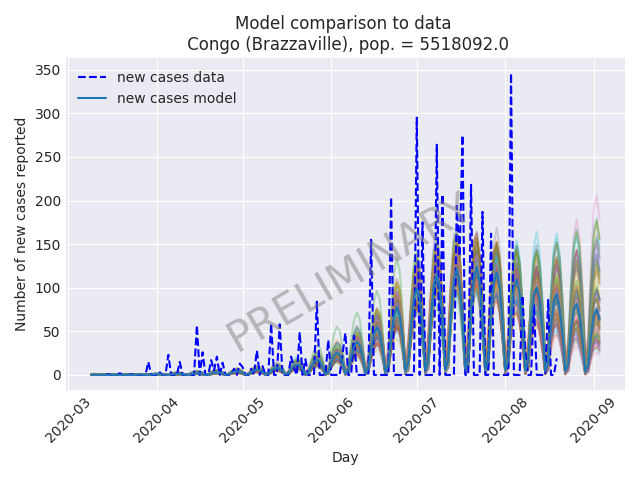 Model comparison to data
Congo (Brazzaville), pop. = 5518092.0
350
300
250
200
150
100
50
0
Number of new cases reported
new cases data
new cases model
PRELIMINARY
2020-03
2020-04
2020-05
2020-06
2020-07
2020-08
2020-09
Day